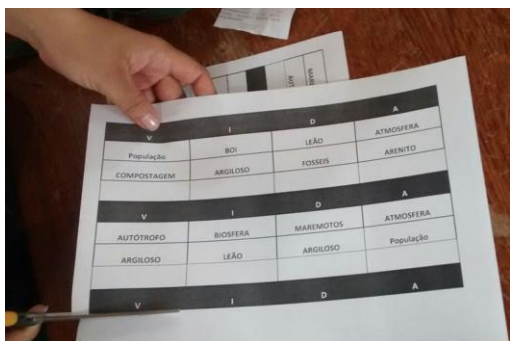 V I D A
População BOI LEÃO ATMOSFERA
COMPOSTAGEM ARGILOSO FOSSEIS ARENITO
V I D A
AUTÓTROFO BIOSFERA MAREMOTOS ATMOSFERA
ARGILOSO LEÃO ARGILOSO População
V I D A